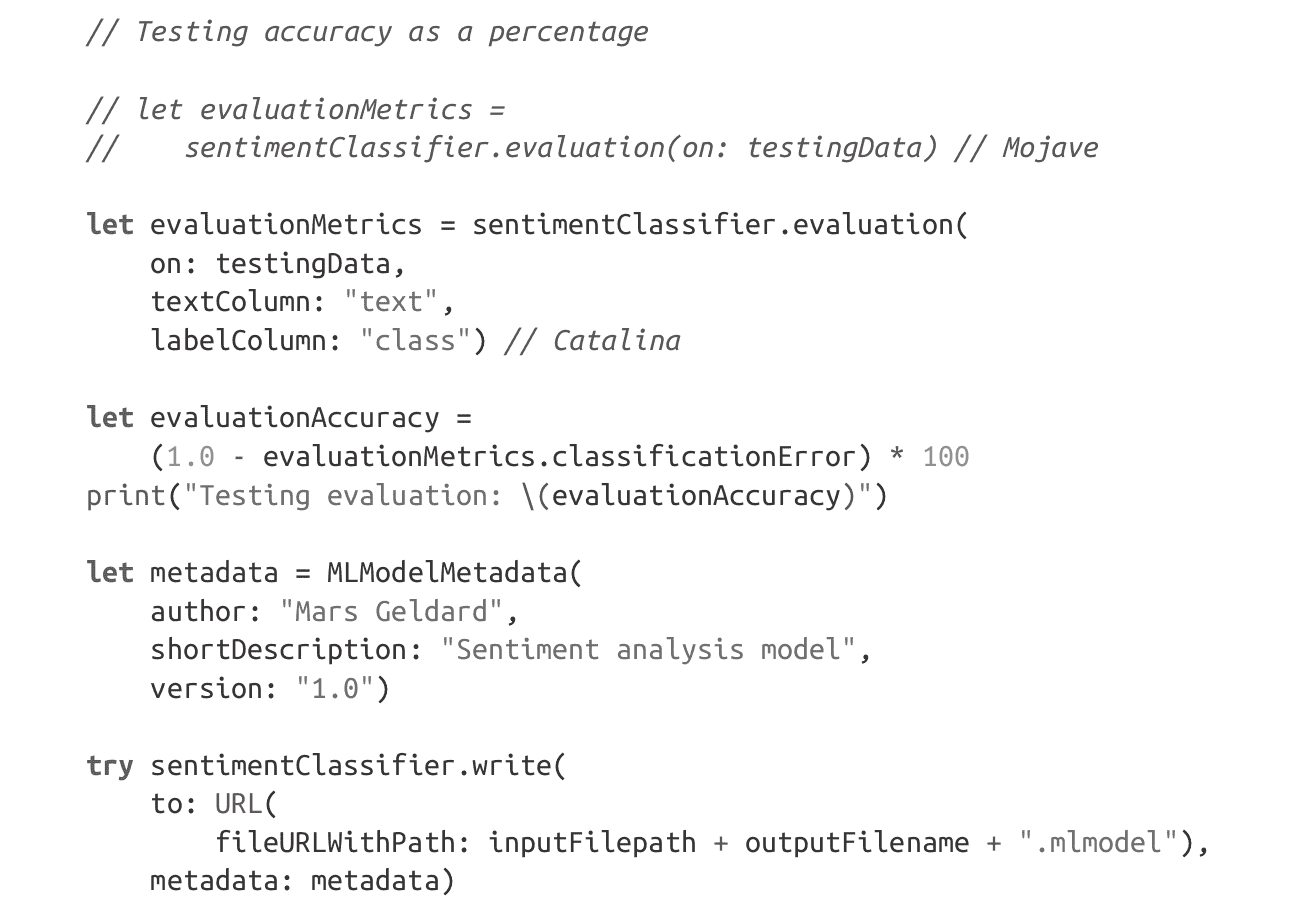 // Testing accuracy as a percentage
// let evaluationMetrics =
//    sentimentClassifier.evaluation(on: testingData) // Mojave
let evaluationMetrics = sentimentClassifier.evaluation(
    on: testingData,
    textColumn: "text",
    labelColumn: "class") // Catalina
let evaluationAccuracy =
    (1.0 - evaluationMetrics.classificationError) * 100
print("Testing evaluation: \(evaluationAccuracy)")
let metadata = MLModelMetadata(
    author: "Mars Geldard",
    shortDescription: "Sentiment analysis model",
    version: "1.0")
try sentimentClassifier.write(
    to: URL(
        fileURLWithPath: inputFilepath + outputFilename + ".mlmodel"),
    metadata: metadata)